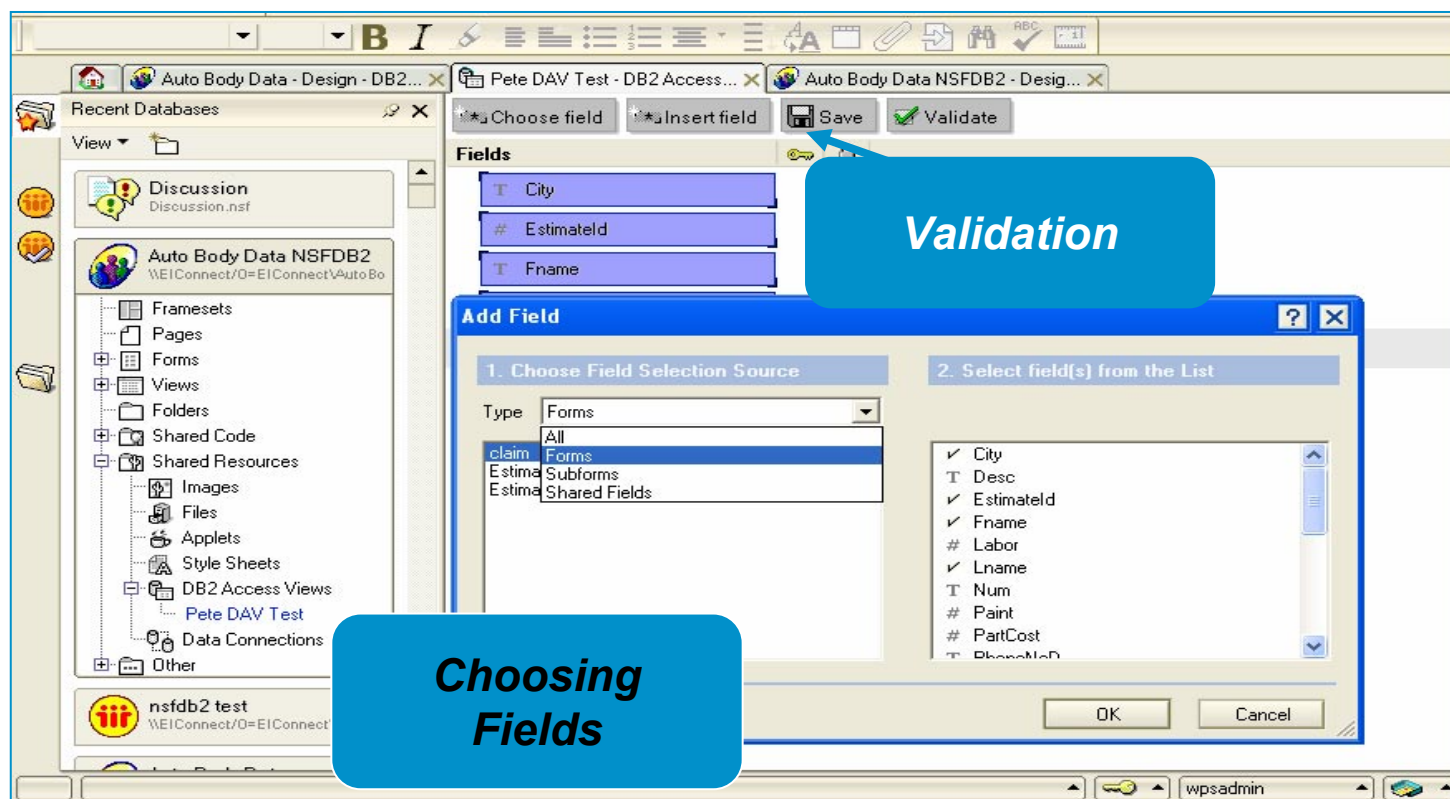 B I
ABC
Auto Body Data - Design - DB2...
Pete DAV Test - DB2 Access...
Auto Body Data NSFDB2 - Desig...
Recent Databases
View
Discussion
Discussion.nsf
Auto Body Data NSFDB2
\\EIConnect/O=EIConnect\AutoBo
Framesets
Pages
Forms
Views
Folders
Shared Code
Shared Resources
Images
Files
Applets
Style Sheets
DB2 Access Views
Pete DAV Test
Data Connections
Other
nsfdb2 test
\\EIConnect/O=EIConnect\
Choose field
Insert field
Save
Validate
Fields
T City
# EstimateId
T Fname
Validation
Add Field
1. Choose Field Selection Source
Type Forms
All
Forms
Subforms
Shared Fields
claim
Estima
Estima
2. Select field(s) from the List
City
T Desc
EstimateId
Fname
# Labor
Lname
T Num
# Paint
# PartCost
OK
Cancel
Choosing
Fields
wpsadmin